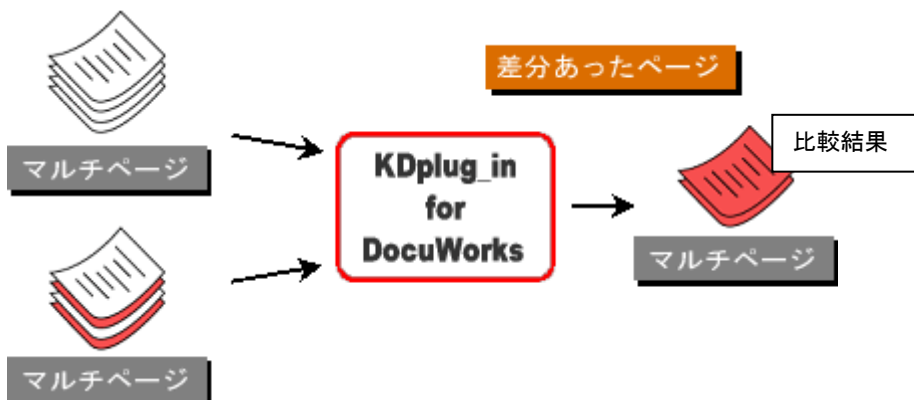 差分あったページ
比較結果
マルチページ
KDplug_in
for
DocuWorks
マルチページ
マルチページ